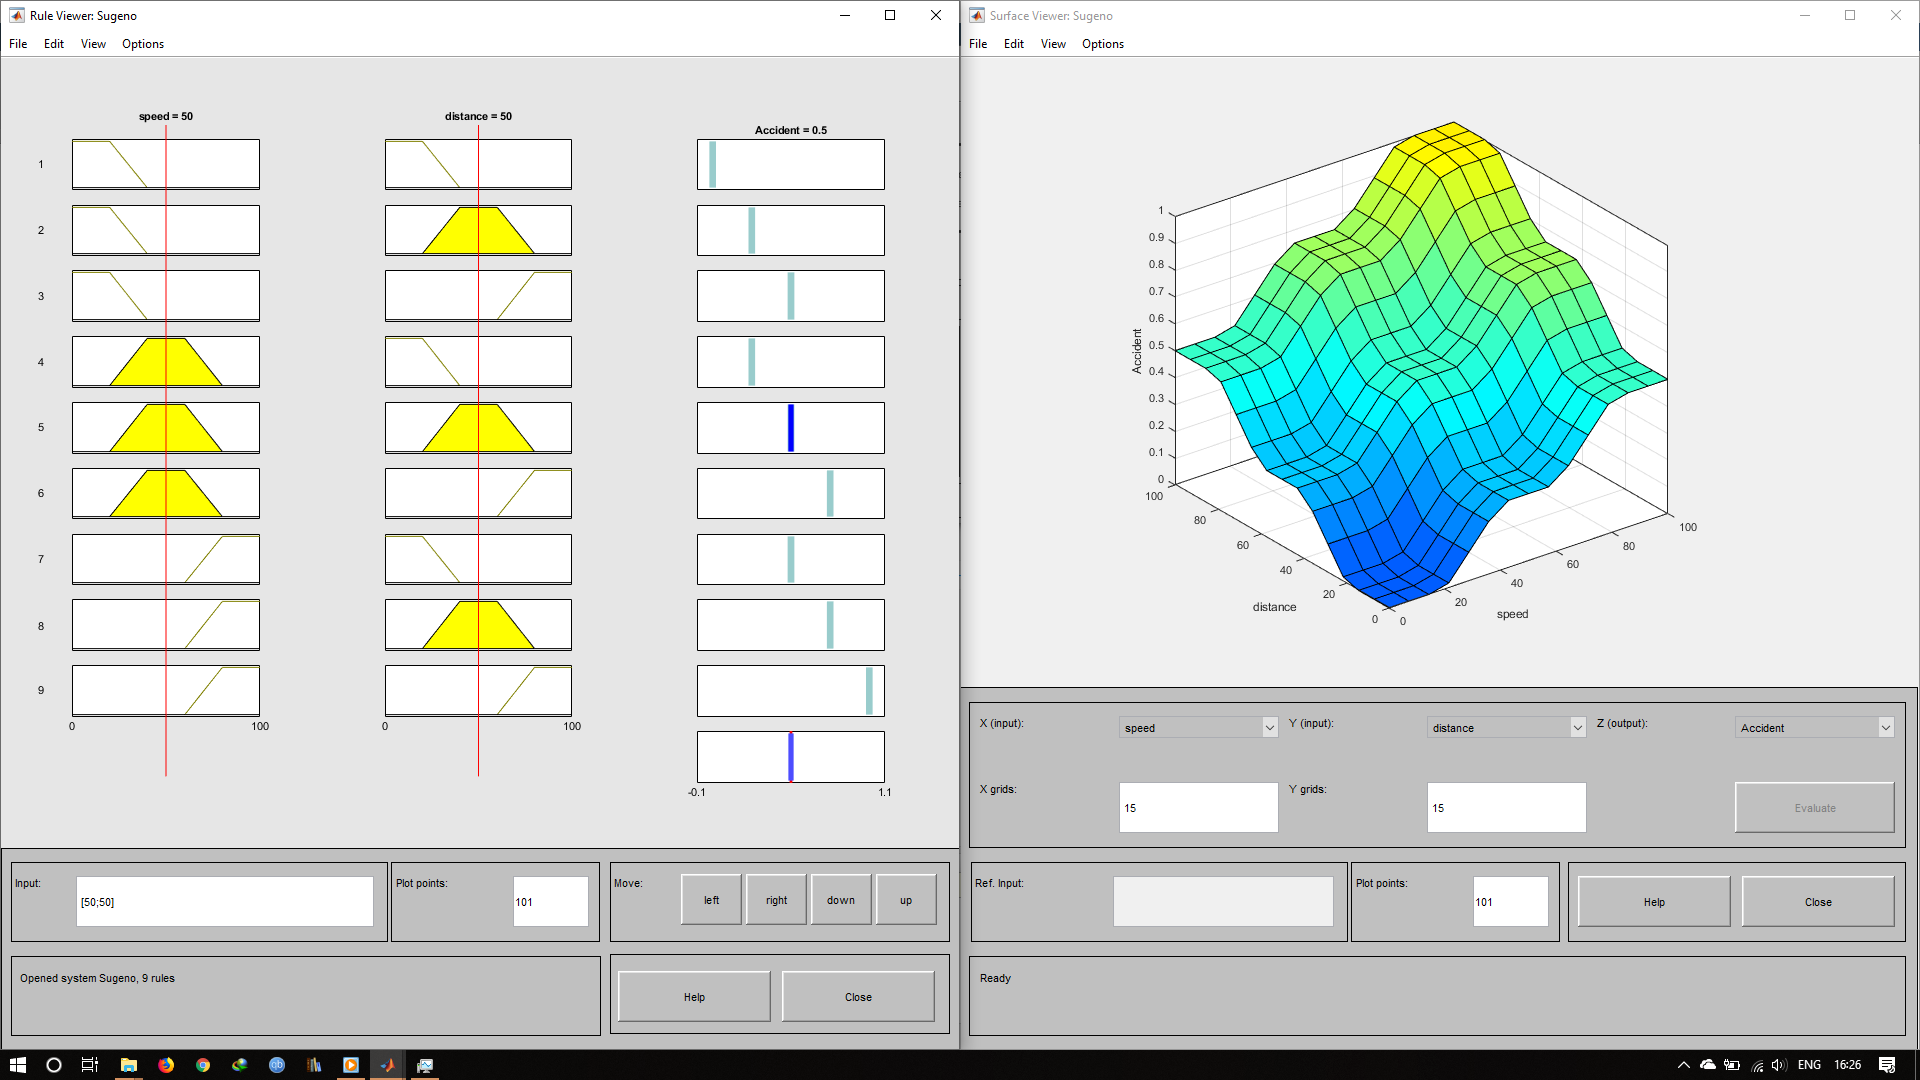 Rule Viewer: Sugeno
File Edit View Options
speed = 50
distance = 50
Accident = 0.5
1
2
3
4
5
6
7
8
9
0 100
0 100
-0.1 1.1
Input:
[50;50]
Plot points:
101
Move:
left
right
down
up
Opened system Sugeno, 9 rules
Help
Close
Surface Viewer: Sugeno
File Edit View Options
1
0.9
0.8
0.7
0.6
0.5
0.4
0.3
0.2
0.1
0
Accident
100
80
60
40
20
0
distance
0
20
40
60
80
100
speed
X (input):
speed
Y (input):
distance
Z (output):
Accident
X grids:
15
Y grids:
15
Evaluate
Ref. Input:
Plot points:
101
Help
Close
Ready
qb
ENG
16:26